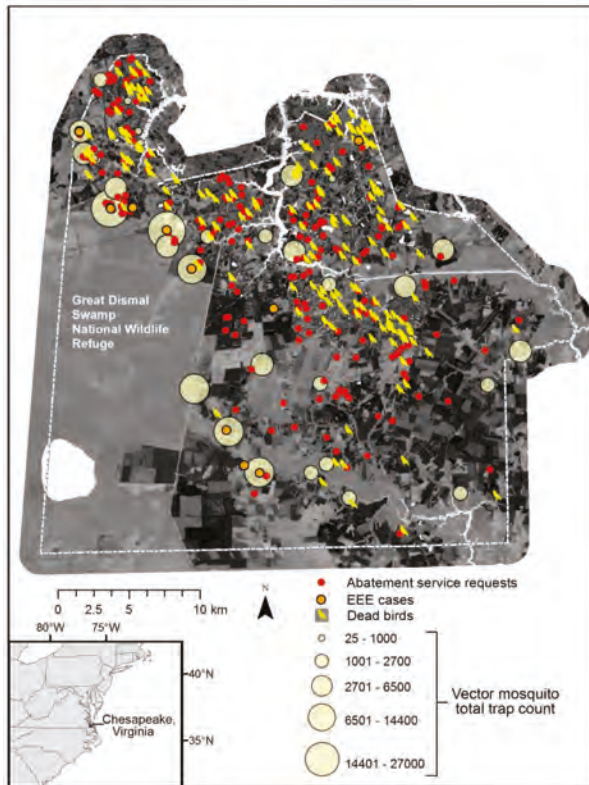 Great Dismal
Swamp
National Wildlife
Refuge
0 2.5 5 10 km
N
Abatement service requests
EEE cases
Dead birds
25 - 1000
1001 - 2700
2701 - 6500
6501 - 14400
14401 - 27000
Vector mosquito
total trap count
80°W 75°W
40°N
Chesapeake,
Virginia
35°N